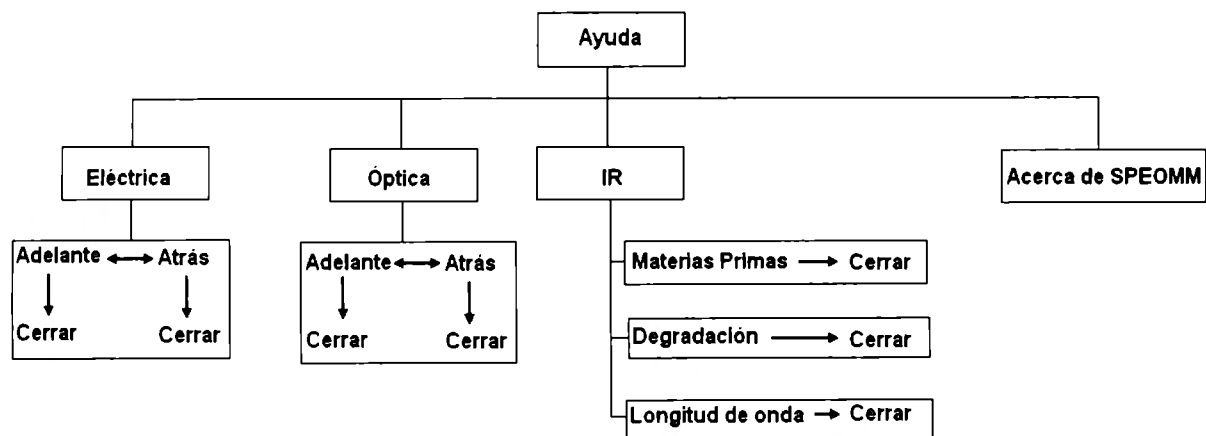 Ayuda
Eléctrica
Óptica
IR
Acerca de SPEOMM
Adelante Atrás
Cerrar Cerrar
Adelante Atrás
Cerrar Cerrar
Materias Primas Cerrar
Degradación Cerrar
Longitud de onda Cerrar